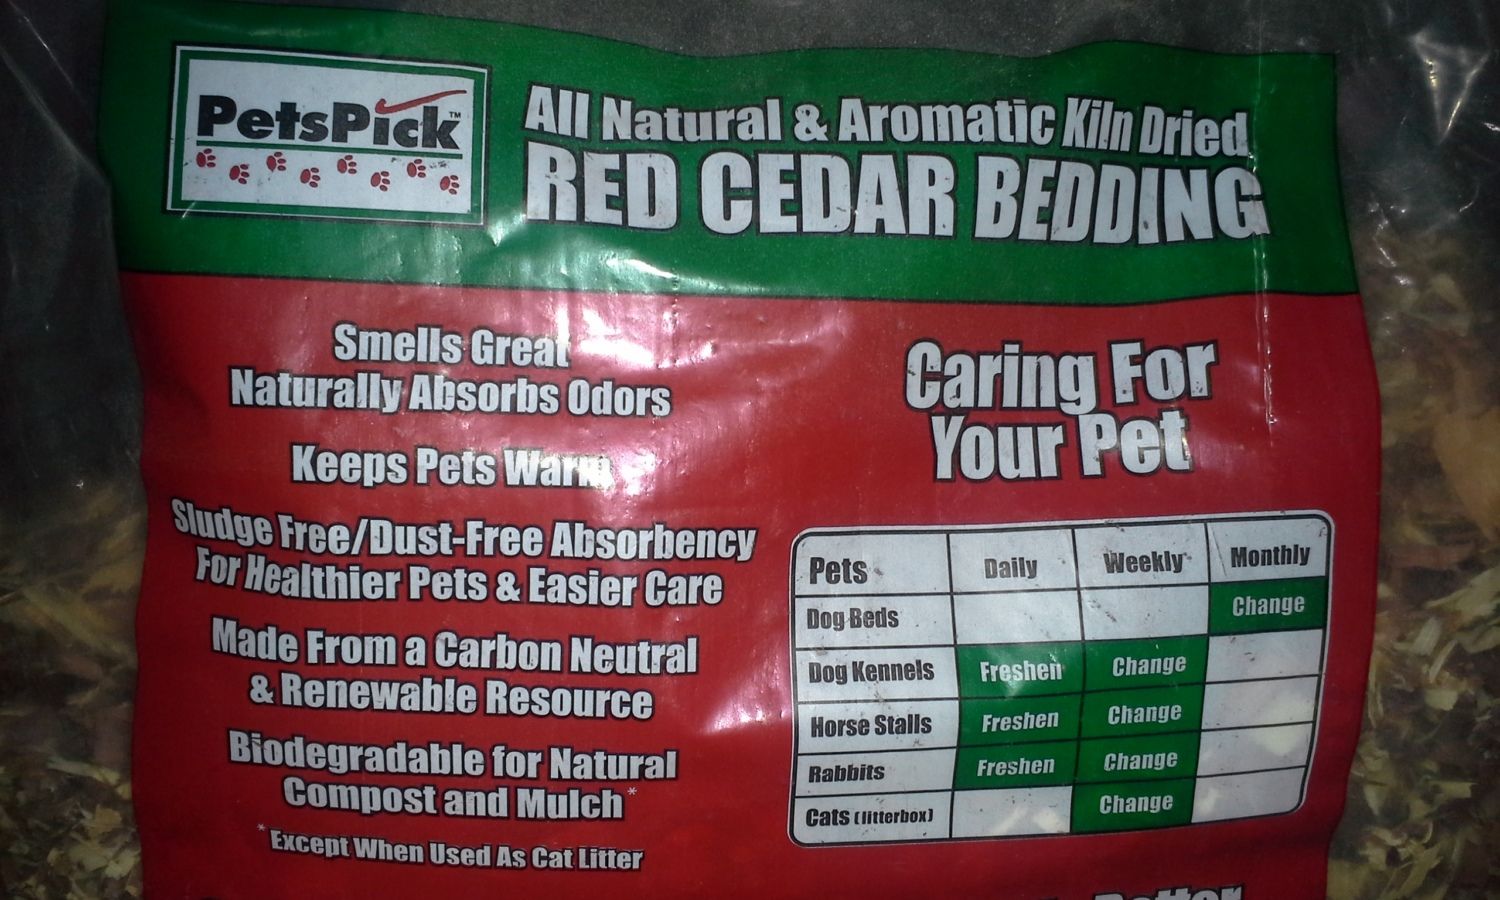 PetsPick™
All Natural & Aromatic Kiln Dried
RED CEDAR BEDDING
Smells Great
Naturally Absorbs Odors
Keeps Pets Warm
Sludge Free/Dust-Free Absorbency
For Healthier Pets & Easier Care
Made From a Carbon Neutral
& Renewable Resource
Biodegradable for Natural
Compost and Mulch*
*Except When Used As Cat Litter
Caring For
Your Pet
Pets Daily Weekly Monthly
Dog Beds Change
Dog Kennels Freshen Change
Horse Stalls Freshen Change
Rabbits Freshen Change
Cats (litterbox) Change